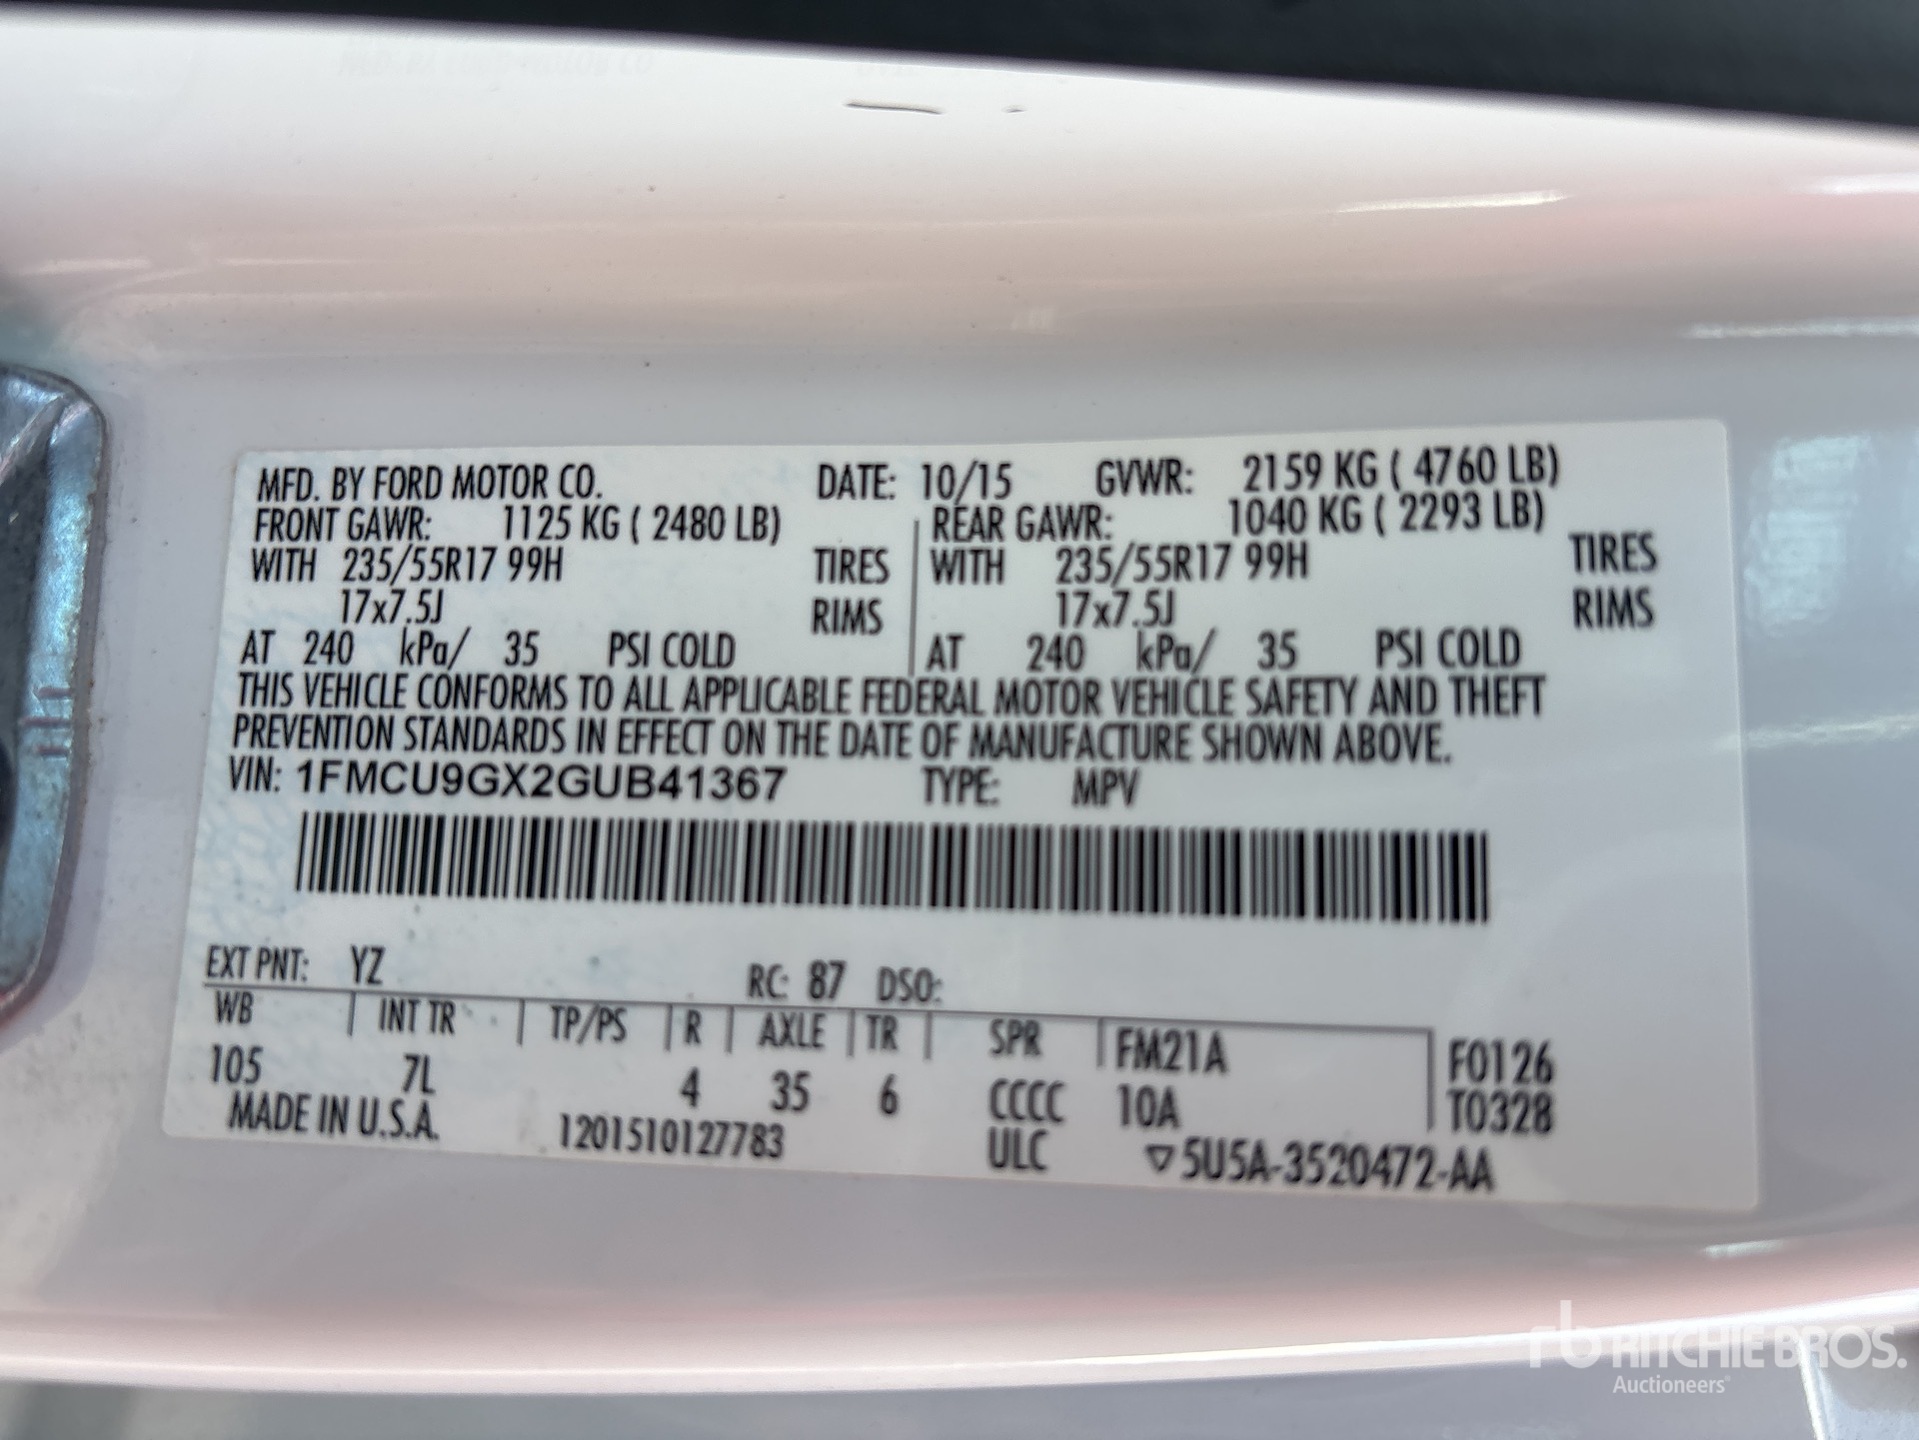 MFD. BY FORD MOTOR CO. DATE: 10/15 GVWR: 2159 KG ( 4760 LB)
FRONT GAWR: 1125 KG ( 2480 LB) REAR GAWR: 1040 KG ( 2293 LB)
WITH 235/55R17 99H TIRES WITH 235/55R17 99H TIRES
17x7.5J RIMS 17x7.5J RIMS
AT 240 kPa/ 35 PSI COLD AT 240 kPa/ 35 PSI COLD
THIS VEHICLE CONFORMS TO ALL APPLICABLE FEDERAL MOTOR VEHICLE SAFETY AND THEFT
PREVENTION STANDARDS IN EFFECT ON THE DATE OF MANUFACTURE SHOWN ABOVE.
VIN: 1FMCU9GX2GUB41367 TYPE: MPV
EXT PNT: YZ RC: 87 DSO:
WB INT TR TP/PS R AXLE TR SPR FM21A F0126
105 7L 4 35 6 CCCC 10A T0328
MADE IN U.S.A. 1201510127783 ULC ▽5U5A-3520472-AA
rb RITCHIE BROS.
Auctioneers